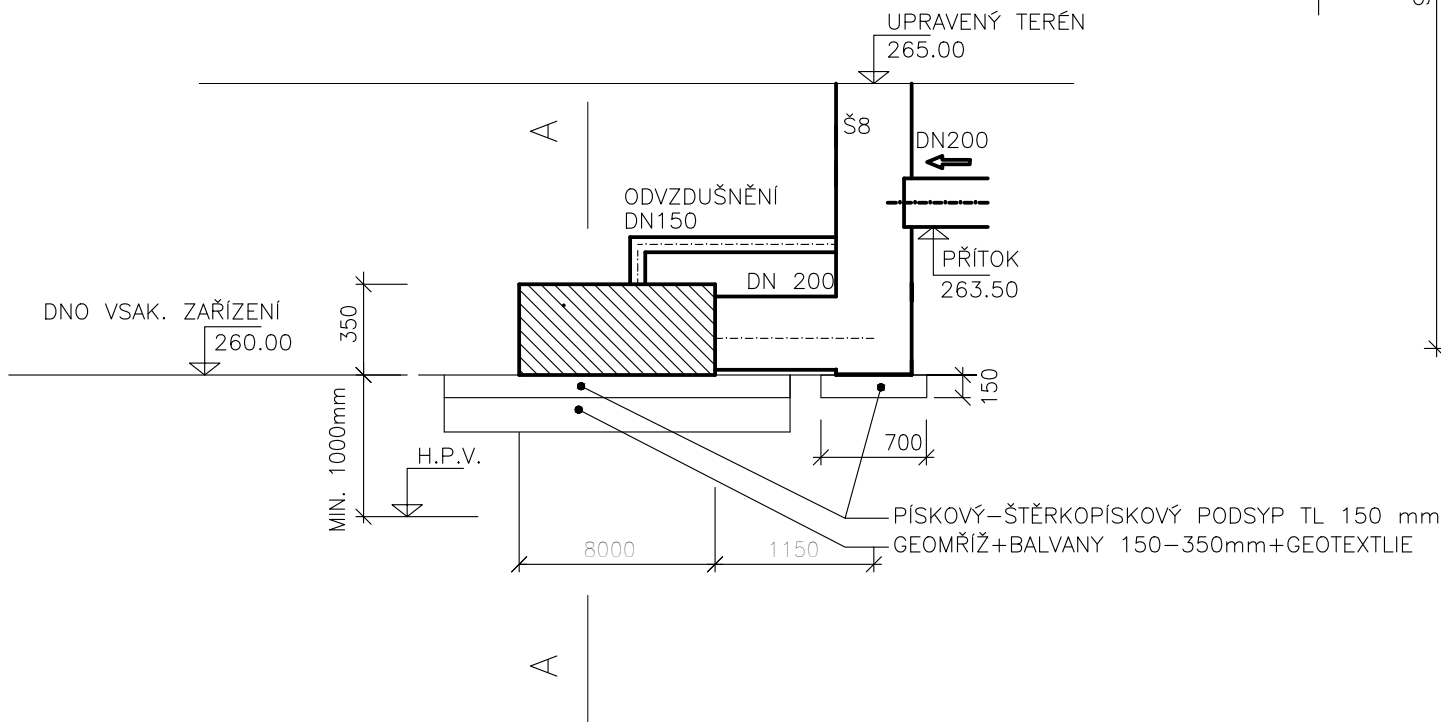 UPRAVENÝ TERÉN
265.00
A
Š8
DN200
ODVZDUŠNĚNÍ
DN150
PŘÍTOK
263.50
DN 200
DNO VSAK. ZAŘÍZENÍ
260.00
350
150
MIN. 1000mm
H.P.V.
700
PÍSKOVÝ-ŠTĚRKOPÍSKOVÝ PODSYP TL 150 mm
GEOMŘÍŽ+BALVANY 150-350mm+GEOTEXTLIE
8000
1150
A